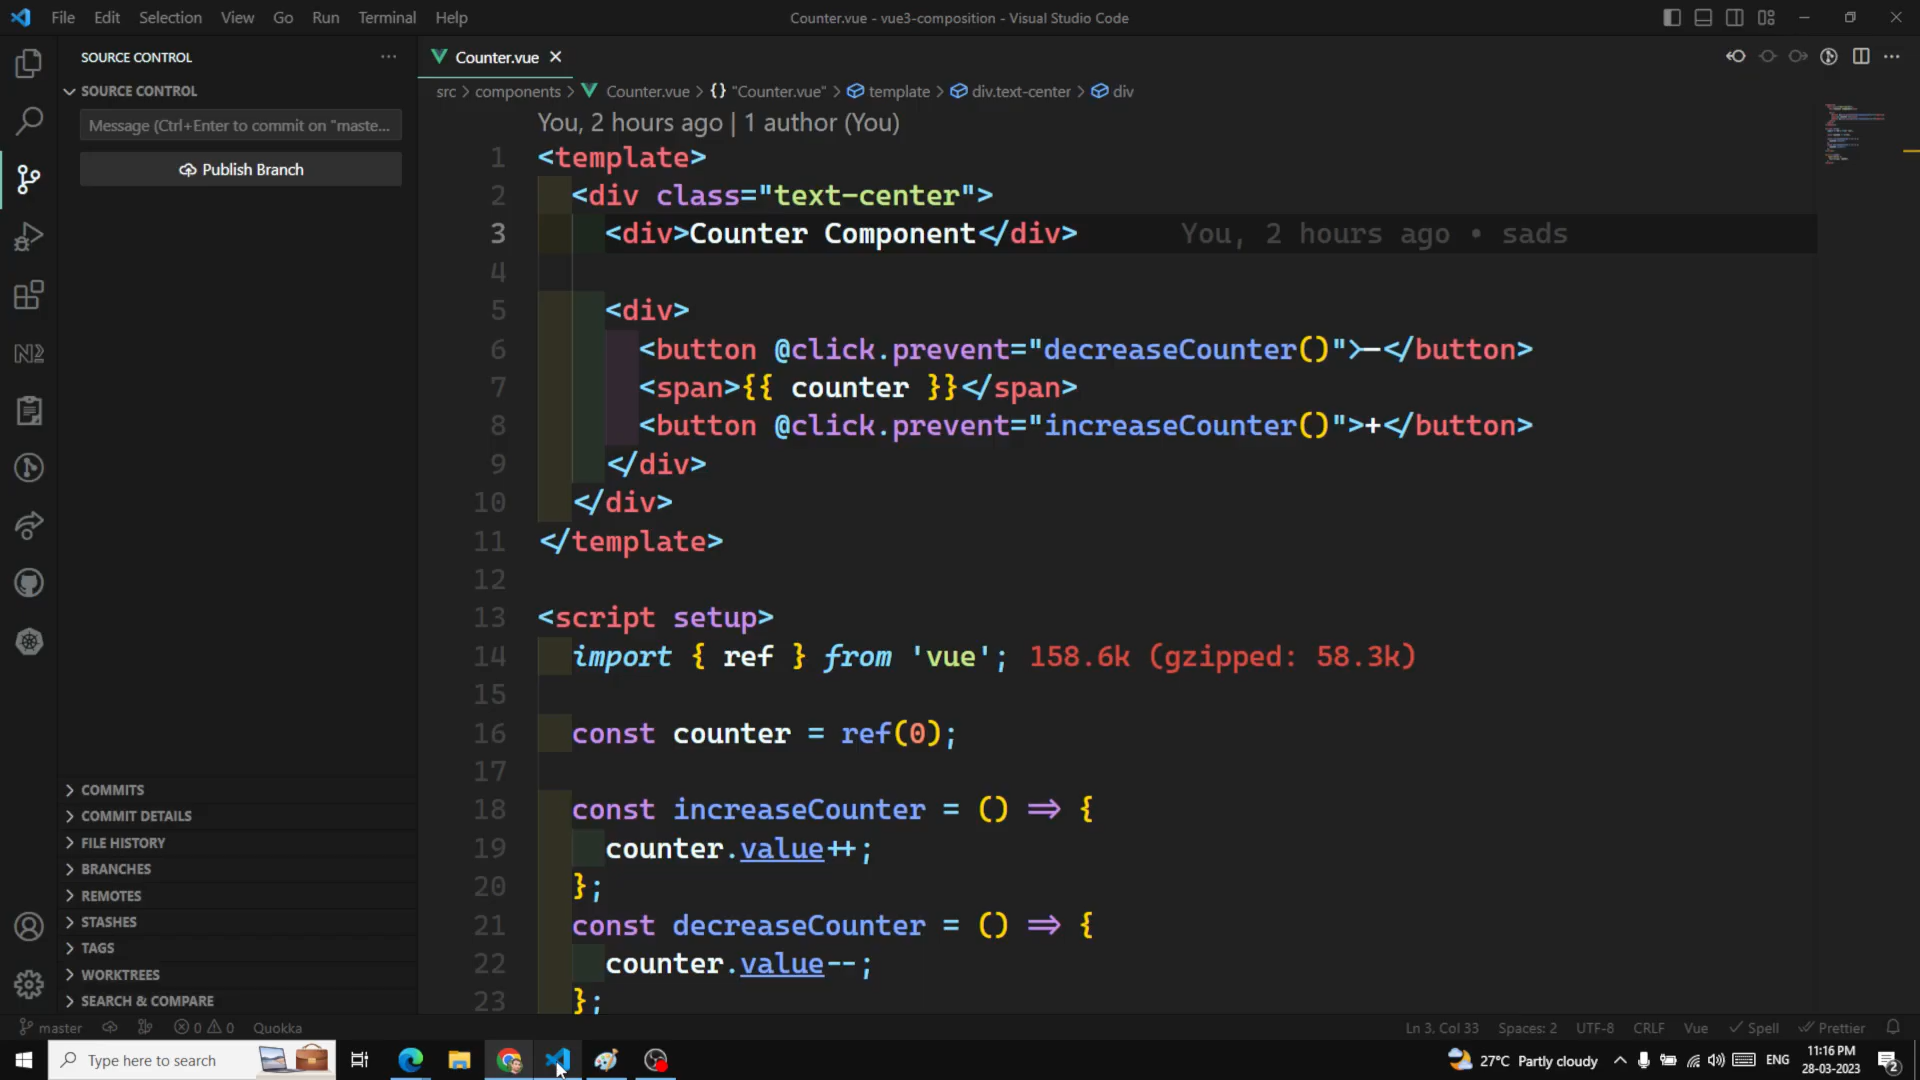 File Edit Selection View Go Run Terminal Help
Counter.vue - vue3-composition - Visual Studio Code
SOURCE CONTROL
SOURCE CONTROL
Message (Ctrl+Enter to commit on "maste...
Publish Branch
COMMITS
COMMIT DETAILS
FILE HISTORY
BRANCHES
REMOTES
STASHES
TAGS
WORKTREES
SEARCH & COMPARE
Counter.vue
src > components > Counter.vue > {} "Counter.vue" > template > div.text-center > div
You, 2 hours ago | 1 author (You)
1 <template>
2 <div class="text-center">
3 <div>Counter Component</div> You, 2 hours ago • sads
4
5 <div>
6 <button @click.prevent="decreaseCounter()">-</button>
7 <span>{{ counter }}</span>
8 <button @click.prevent="increaseCounter()">+</button>
9 </div>
10 </div>
11 </template>
12
13 <script setup>
14 import { ref } from 'vue'; 158.6k (gzipped: 58.3k)
15
16 const counter = ref(0);
17
18 const increaseCounter = () => {
19 counter.value++;
20 };
21 const decreaseCounter = () => {
22 counter.value--;
23 };
master 0 0 Quokka
Ln 3, Col 33 Spaces: 2 UTF-8 CRLF Vue Spell Prettier
Type here to search
27°C Partly cloudy ENG
11:16 PM
28-03-2023
2